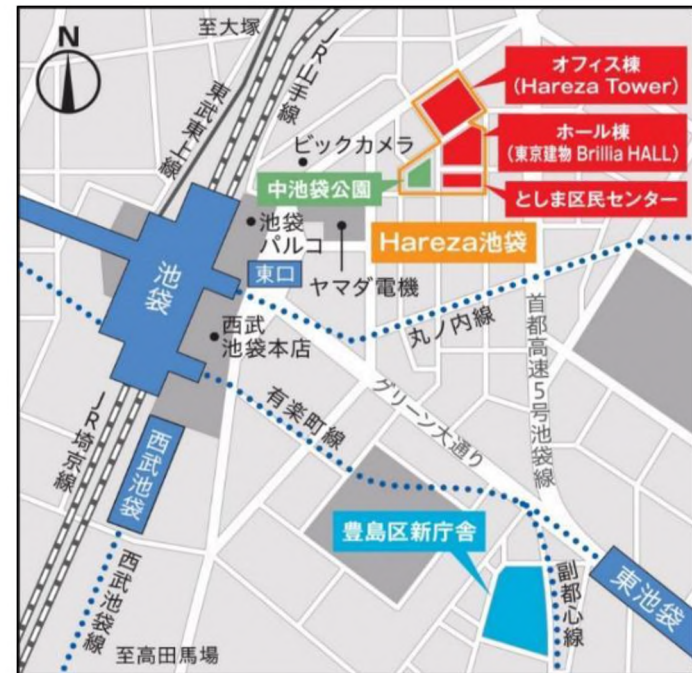 N
至大塚
東武東上線
JR山手線
オフィス棟
(Hareza Tower)
ビックカメラ
ホール棟
(東京建物 Brillia HALL)
中池袋公園
としま区民センター
池袋
パルコ
Hareza池袋
池袋
東口
ヤマダ電機
西武
池袋本店
丸ノ内線
首都高速5号池袋線
グリーン大通り
有楽町線
JR埼京線
西武池袋
豊島区新庁舎
西武池袋線
副都心線
東池袋
至高田馬場